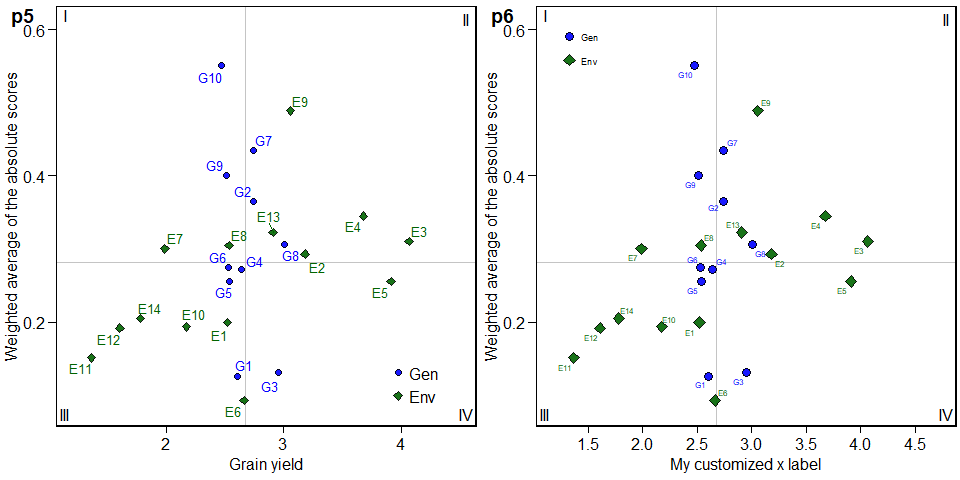 p5
I
II
0.6
0.4
0.2
Weighted average of the absolute scores
G10
E9
G7
G9
G2
E13
E4
E3
E7
E8
G8
E2
G6
G4
G5
E5
E14
E10
E12
E1
E11
G1
G3
E6
Gen
Env
III
IV
2
3
4
Grain yield
p6
I
II
0.6
0.4
0.2
Weighted average of the absolute scores
Gen
Env
G10
E9
G7
G9
G2
E13
E4
E3
E7
E8
G8
E2
G6
G4
G5
E5
E14
E10
E12
E1
E11
G1
G3
E6
III
IV
1.5
2.0
2.5
3.0
3.5
4.0
4.5
My customized x label